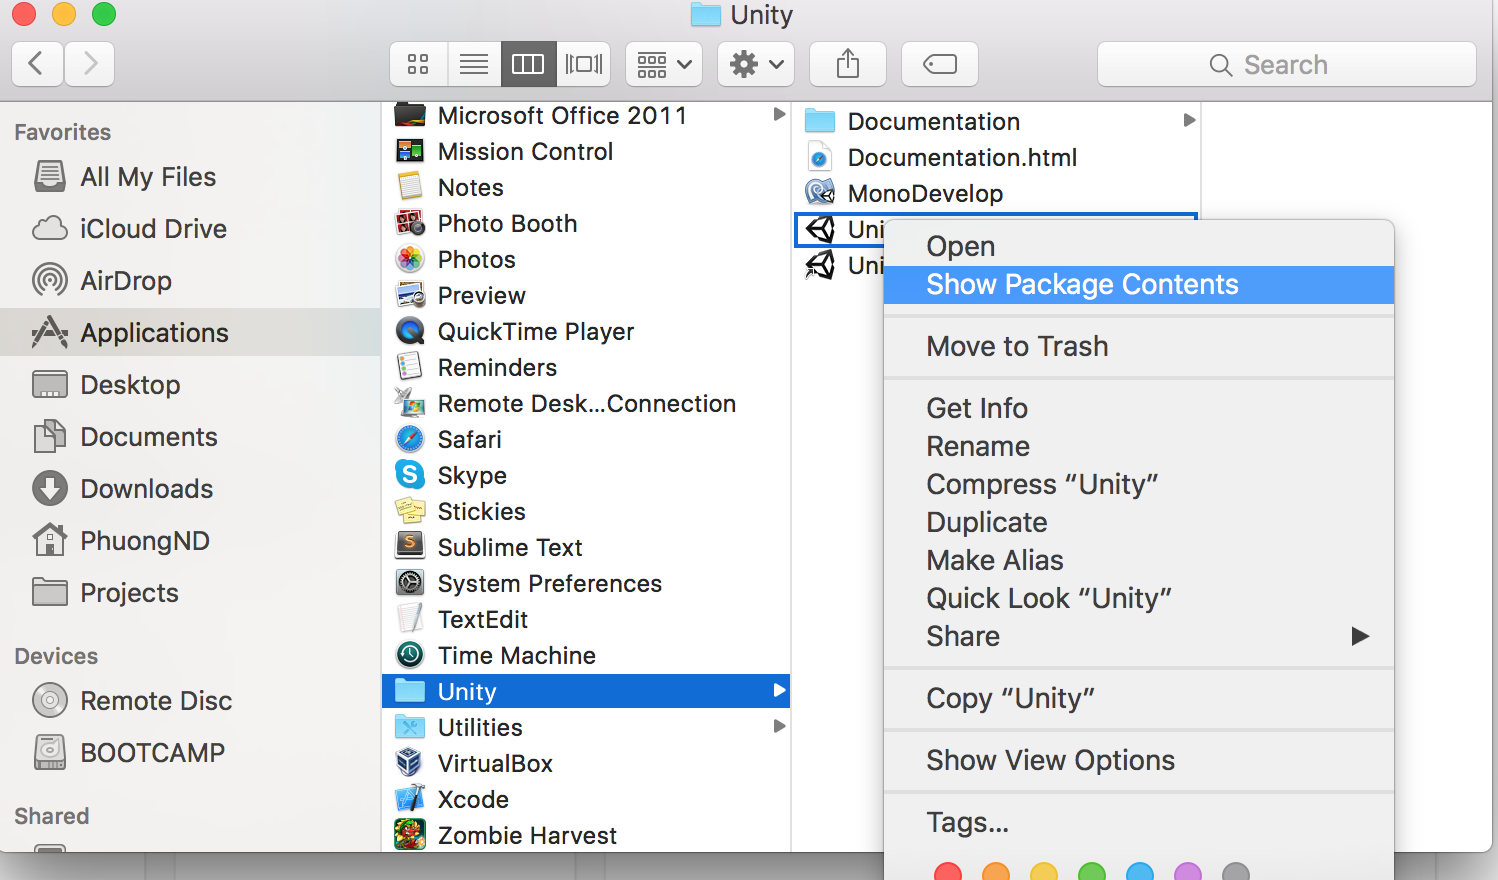 Unity
Search
Favorites
All My Files
iCloud Drive
AirDrop
Applications
Desktop
Documents
Downloads
PhuongND
Projects
Devices
Remote Disc
BOOTCAMP
Shared
Microsoft Office 2011
Mission Control
Notes
Photo Booth
Photos
Preview
QuickTime Player
Reminders
Remote Desk...Connection
Safari
Skype
Stickies
Sublime Text
System Preferences
TextEdit
Time Machine
Unity
Utilities
VirtualBox
Xcode
Zombie Harvest
Documentation
Documentation.html
MonoDevelop
Uni
Uni
Open
Show Package Contents
Move to Trash
Get Info
Rename
Compress “Unity”
Duplicate
Make Alias
Quick Look “Unity”
Share
Copy “Unity”
Show View Options
Tags...